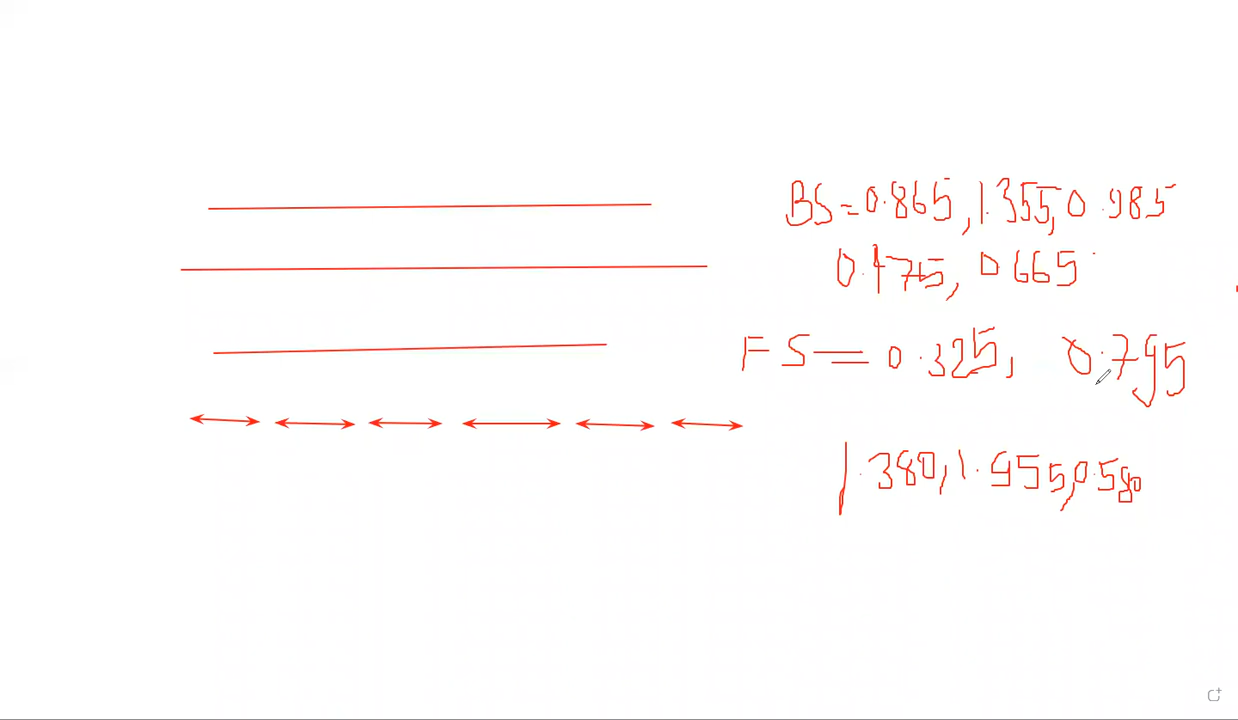 BS = 0.865, 1.355, 0.985
0.475, 0.665
FS = 0.325, 0.795
1.380, 1.955, 0.580